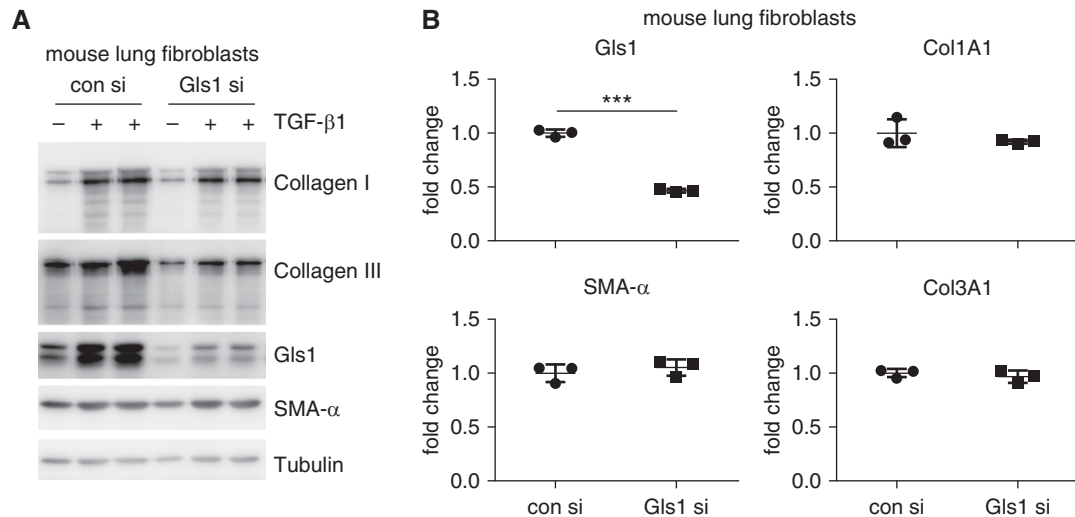 A
mouse lung fibroblasts
con si Gls1 si
– + + – + + TGF-β1
Collagen I
Collagen III
Gls1
SMA-α
Tubulin
B
mouse lung fibroblasts
Gls1
1.5
1.0
0.5
0.0
fold change
***
Col1A1
1.5
1.0
0.5
0.0
fold change
SMA-α
1.5
1.0
0.5
0.0
fold change
con si Gls1 si
Col3A1
1.5
1.0
0.5
0.0
fold change
con si Gls1 si